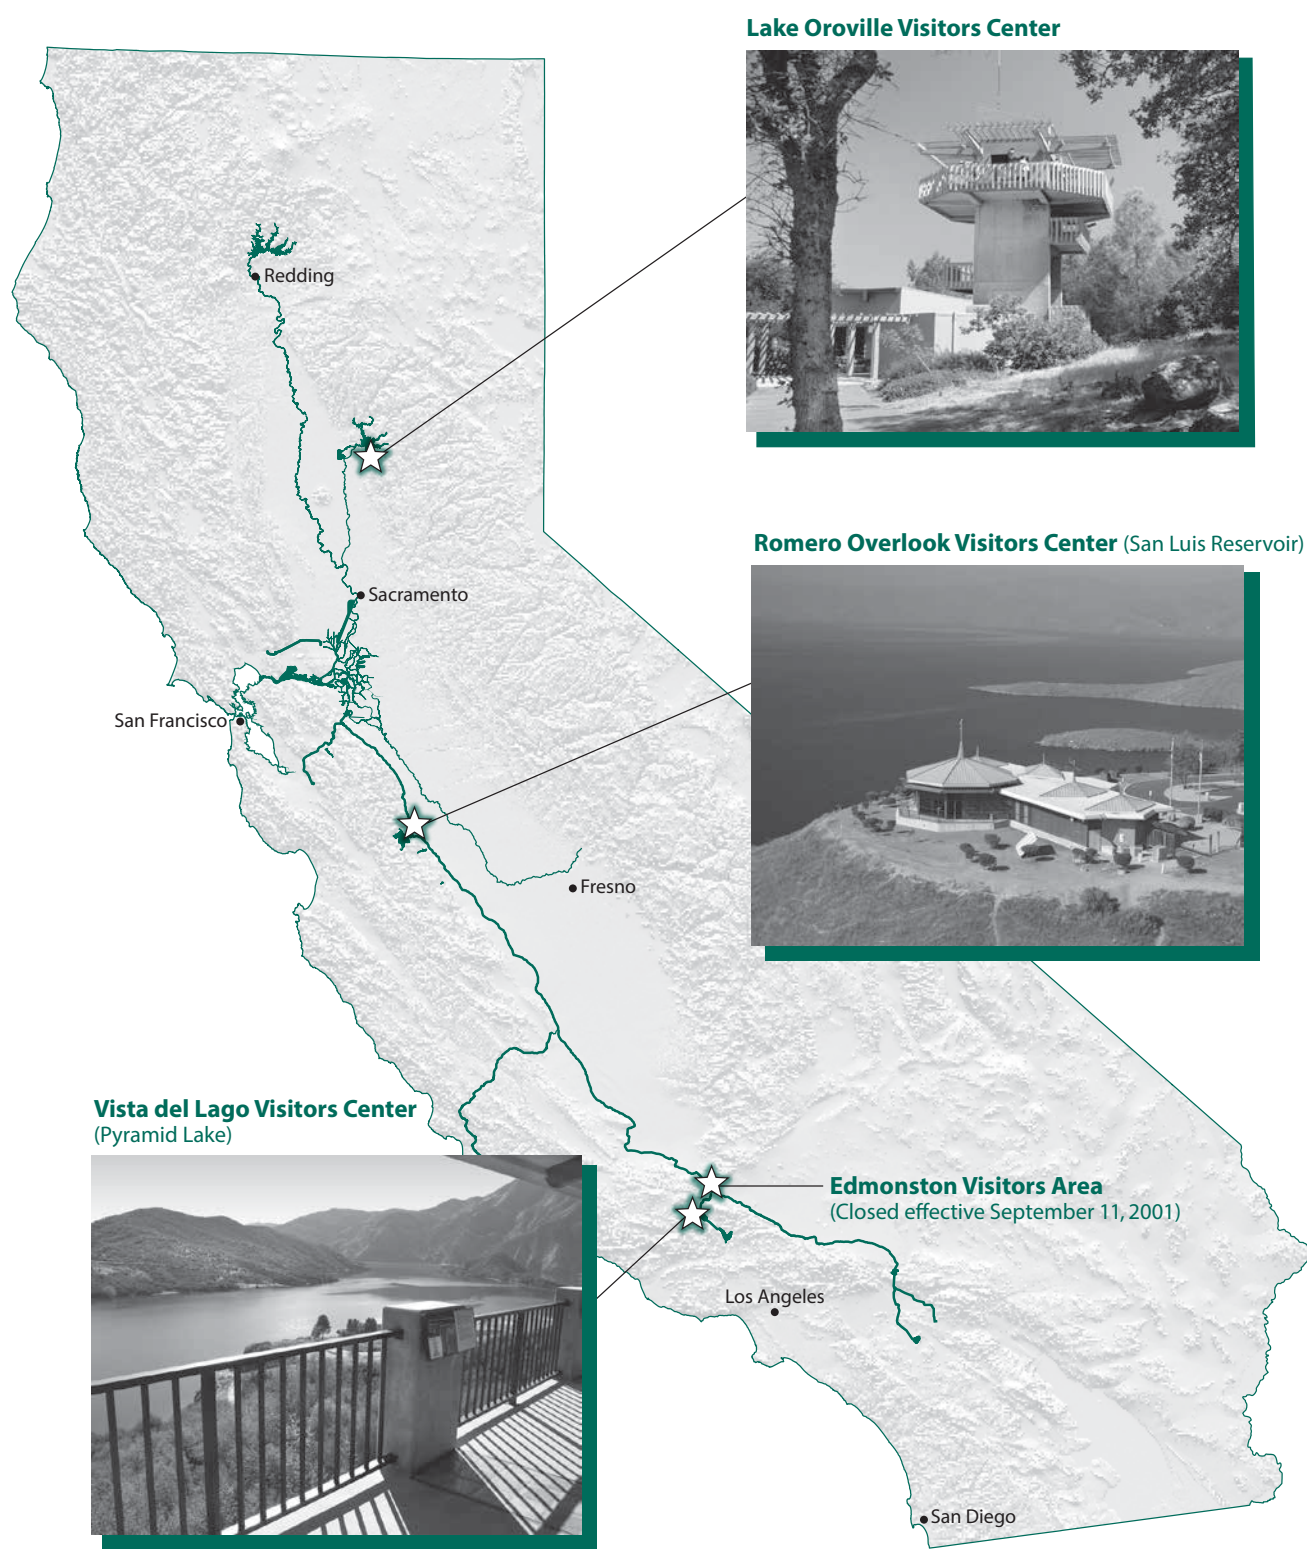 Lake Oroville Visitors Center
Redding
Romero Overlook Visitors Center (San Luis Reservoir)
Sacramento
San Francisco
Fresno
Vista del Lago Visitors Center
(Pyramid Lake)
Edmonston Visitors Area
(Closed effective September 11, 2001)
Los Angeles
San Diego